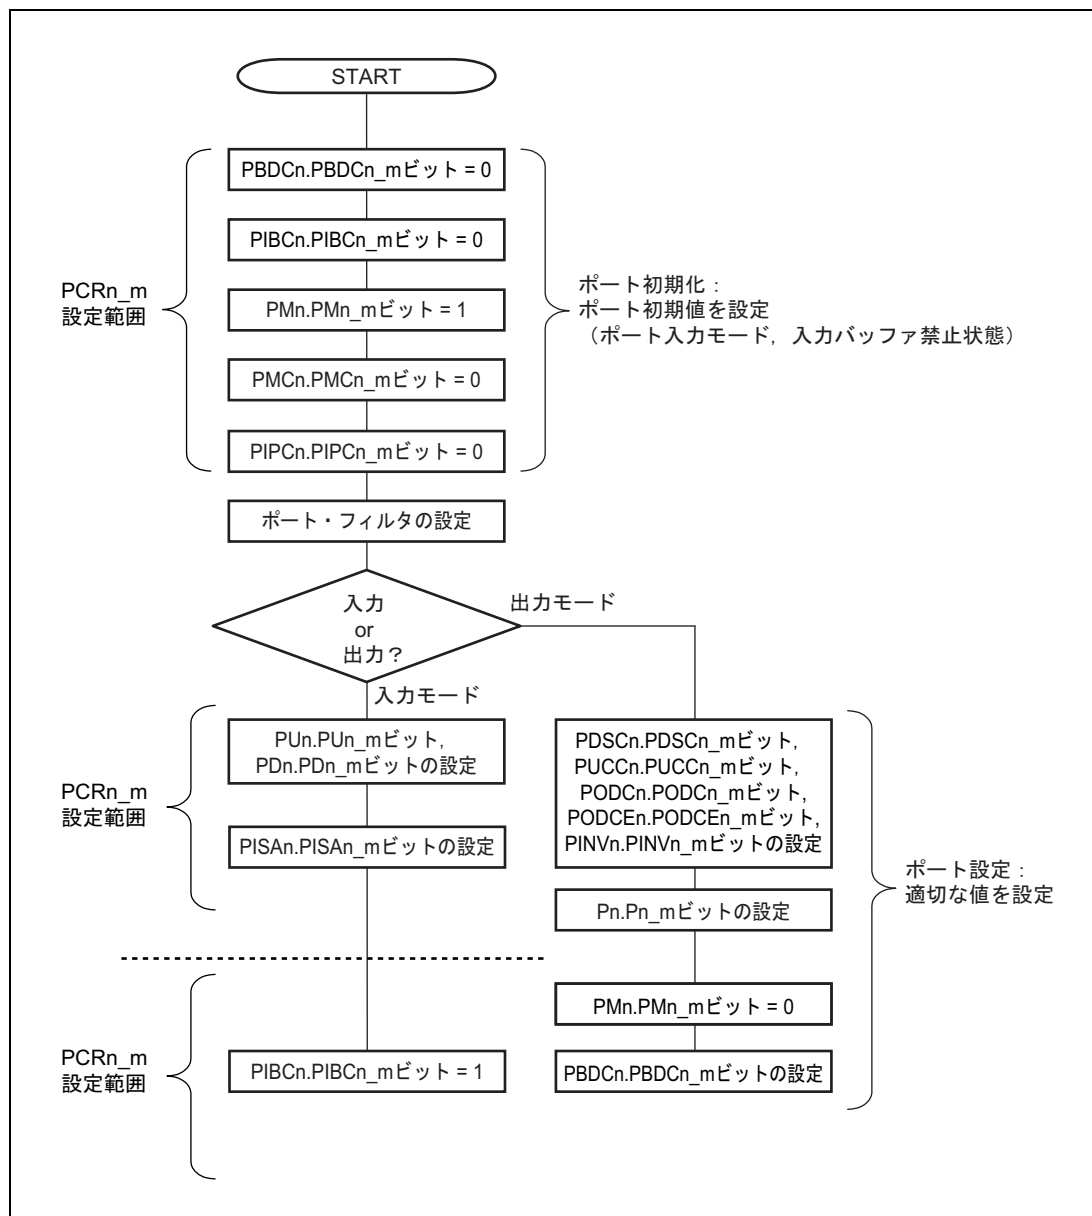 START
PBDCn.PBDCn_mビット = 0
PIBCn.PIBCn_mビット = 0
PCRn_m
設定範囲
PMn.PMn_mビット = 1
ポート初期化：
ポート初期値を設定
（ポート入力モード，入力バッファ禁止状態）
PMCn.PMCn_mビット = 0
PIPCn.PIPCn_mビット = 0
ポート・フィルタの設定
入力
or
出力？
出力モード
入力モード
PCRn_m
設定範囲
PUn.PUn_mビット,
PDn.PDn_mビットの設定
PISAn.PISAn_mビットの設定
PDSCn.PDSCn_mビット,
PUCCn.PUCCn_mビット,
PODCn.PODCn_mビット,
PODCEn.PODCEn_mビット,
PINVn.PINVn_mビットの設定
ポート設定：
適切な値を設定
Pn.Pn_mビットの設定
PMn.PMn_mビット = 0
PCRn_m
設定範囲
PIBCn.PIBCn_mビット = 1
PBDCn.PBDCn_mビットの設定